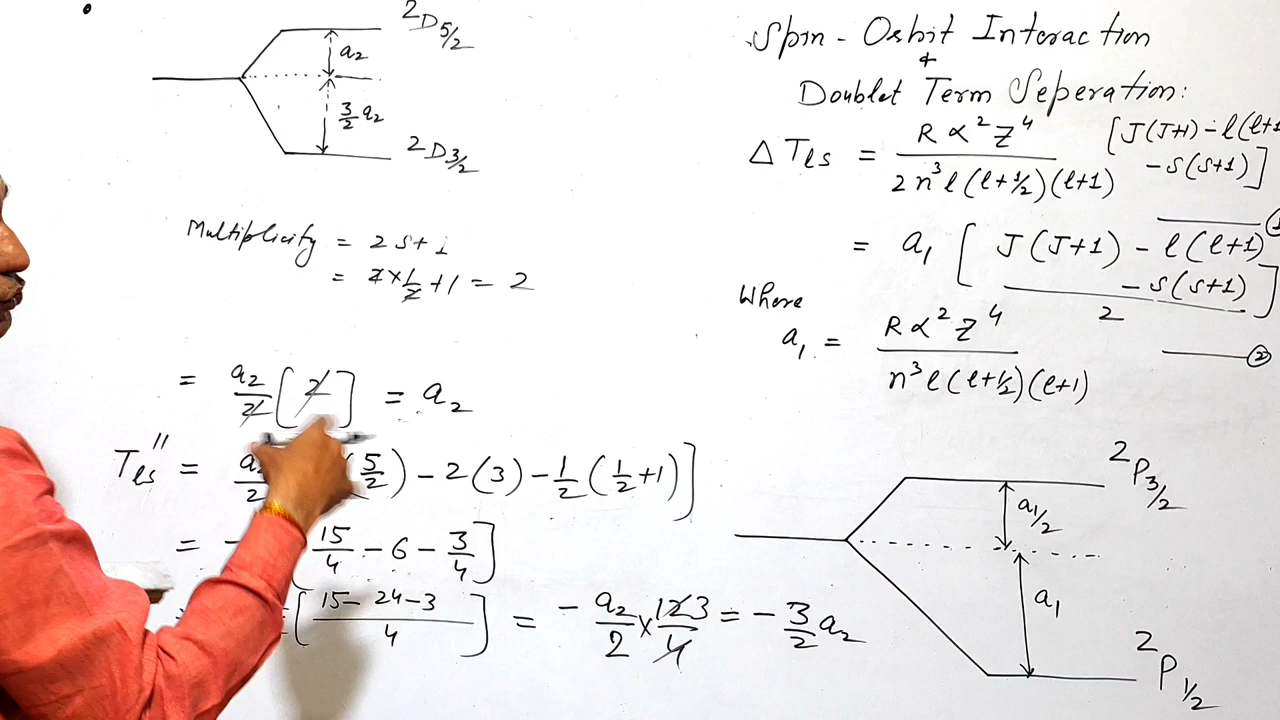 ²D₅/₂
a₂
3/2 a₂
²D₃/₂
Multiplicity = 2s+1
= 2×1/2+1 = 2
= a₂/2 [2] = a₂
Tℓs'' = (5/2) - 2(3) - 1/2(1/2+1)]
= - 15/4 - 6 - 3/4]
[15-24-3/4] = -a₂/2 × 123/4 = -3/2 a₂
Spin-Orbit Interaction
+
Doublet Term Seperation:
ΔTℓs = Rα²Z⁴ / 2n³ℓ(ℓ+1/2)(ℓ+1) [J(J+1) - ℓ(ℓ+1
- s(s+1)]
= a₁ [J(J+1) - ℓ(ℓ+1)
- s(s+1) / 2]
Where
a₁ = Rα²Z⁴ / n³ℓ(ℓ+1/2)(ℓ+1) ②
²P₃/₂
a₁/2
a₁
²P₁/₂